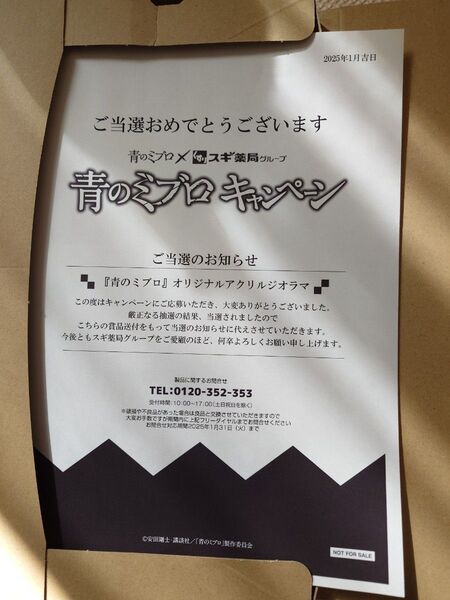 2025年1月吉日
ご当選おめでとうございます
青のミブロ×スギ薬局グループ
青のミブロ キャンペーン
ご当選のお知らせ
『青のミブロ』オリジナルアクリルジオラマ
この度はキャンペーンにご応募いただき、大変ありがとうございました。
厳正なる抽選の結果、当選されましたので
こちらの賞品送付をもって当選のお知らせに代えさせていただきます。
今後ともスギ薬局グループをご愛顧のほど、何卒よろしくお願い申し上げます。
製品に関するお問合せ
TEL:0120-352-353
受付時間:10:00~17:00(土日祝日を除く)
※破損や不良品があった場合は良品と交換させていただきますので
大変お手数ですが期間内に上記フリーダイヤルまでお問合せください
お問合せ対応期間2025年1月31日(火)まで
©安田剛士・講談社/「青のミブロ」製作委員会
NOT FOR SALE